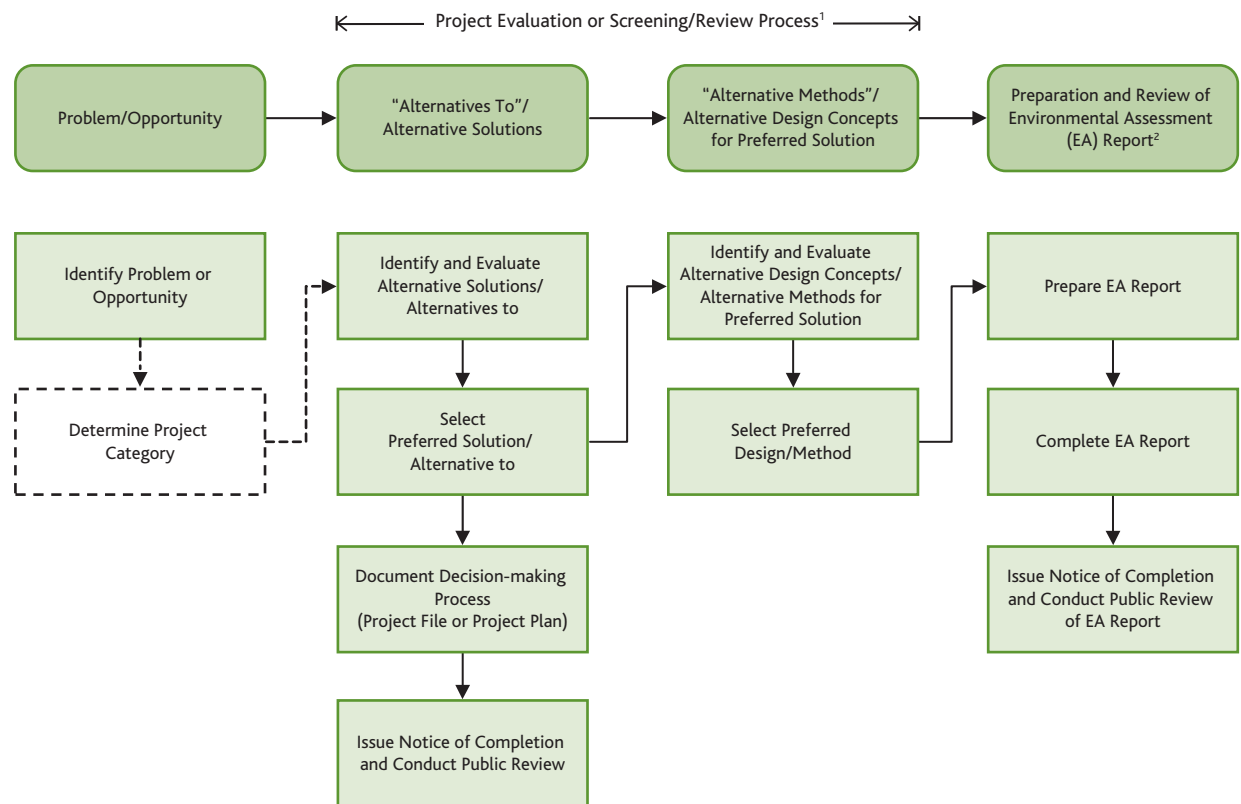 Project Evaluation or Screening/Review Process¹
Problem/Opportunity
“Alternatives To”/
Alternative Solutions
“Alternative Methods”/
Alternative Design Concepts
for Preferred Solution
Preparation and Review of
Environmental Assessment
(EA) Report²
Identify Problem or
Opportunity
Determine Project
Category
Identify and Evaluate
Alternative Solutions/
Alternatives to
Select
Preferred Solution/
Alternative to
Document Decision-making
Process
(Project File or Project Plan)
Issue Notice of Completion
and Conduct Public Review
Identify and Evaluate
Alternative Design Concepts/
Alternative Methods for
Preferred Solution
Select Preferred
Design/Method
Prepare EA Report
Complete EA Report
Issue Notice of Completion
and Conduct Public Review
of EA Report